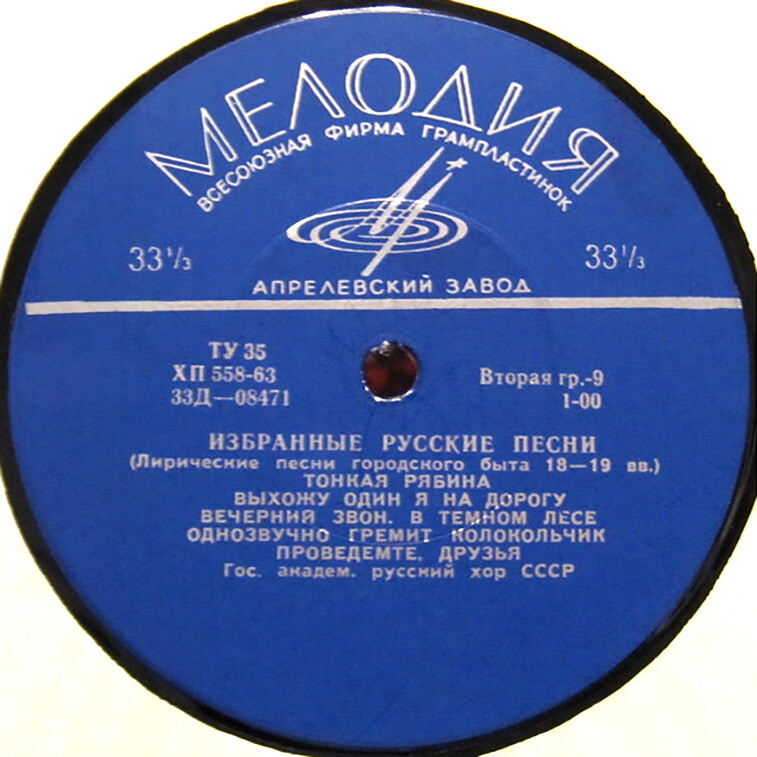 МЕЛОДИЯ
ВСЕСОЮЗНАЯ ФИРМА ГРАМПЛАСТИНОК
33⅓ 33⅓
АПРЕЛЕВСКИЙ ЗАВОД
ТУ 35
ХП 558-63 Вторая гр.-9
33Д—08471 1-00
ИЗБРАННЫЕ РУССКИЕ ПЕСНИ
(Лирические песни городского быта 18—19 вв.)
ТОНКАЯ РЯБИНА
ВЫХОЖУ ОДИН Я НА ДОРОГУ
ВЕЧЕРНИЙ ЗВОН. В ТЕМНОМ ЛЕСЕ
ОДНОЗВУЧНО ГРЕМИТ КОЛОКОЛЬЧИК
ПРОВЕДЕМТЕ, ДРУЗЬЯ
Гос. академ. русский хор СССР